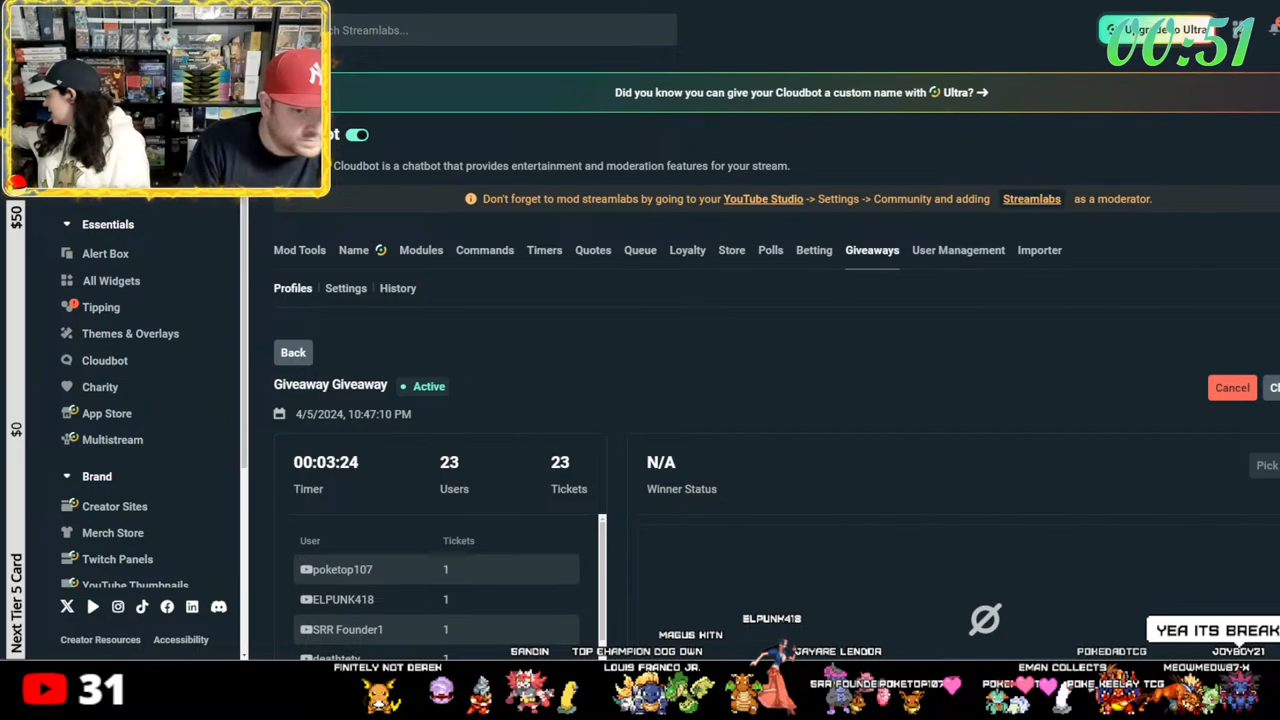 ch Streamlabs...
Upgrade to Ultra
00:51
Did you know you can give your Cloudbot a custom name with Ultra?
ot
Cloudbot is a chatbot that provides entertainment and moderation features for your stream.
Don't forget to mod streamlabs by going to your YouTube Studio -> Settings -> Community and adding Streamlabs as a moderator.
Mod Tools Name Modules Commands Timers Quotes Queue Loyalty Store Polls Betting Giveaways User Management Importer
Profiles Settings History
Back
Giveaway Giveaway Active
Cancel
4/5/2024, 10:47:10 PM
00:03:24 23 23
Timer Users Tickets
N/A
Winner Status
Pick
User Tickets
poketop107 1
ELPUNK418 1
SRR Founder1 1
deathtety
$50
$0
Next Tier 5 Card
Essentials
Alert Box
All Widgets
Tipping
Themes & Overlays
Cloudbot
Charity
App Store
Multistream
Brand
Creator Sites
Merch Store
Twitch Panels
YouTube Thumbnails
Creator Resources Accessibility
ELPUNK418
YEA ITS BREAK
MAGUS KITN
SANDIN
TOP CHAMPION DOG OWN
JAYARE LENDOR
POKEDADTCG
JOYBOY21
FINITELY NOT DEREK
LOUIS FRANCO JR.
EMAN COLLECTS
MEOWMEOW87-X
SRR FOUNDE
POKETOP107
POKE KEELAY TCG
31